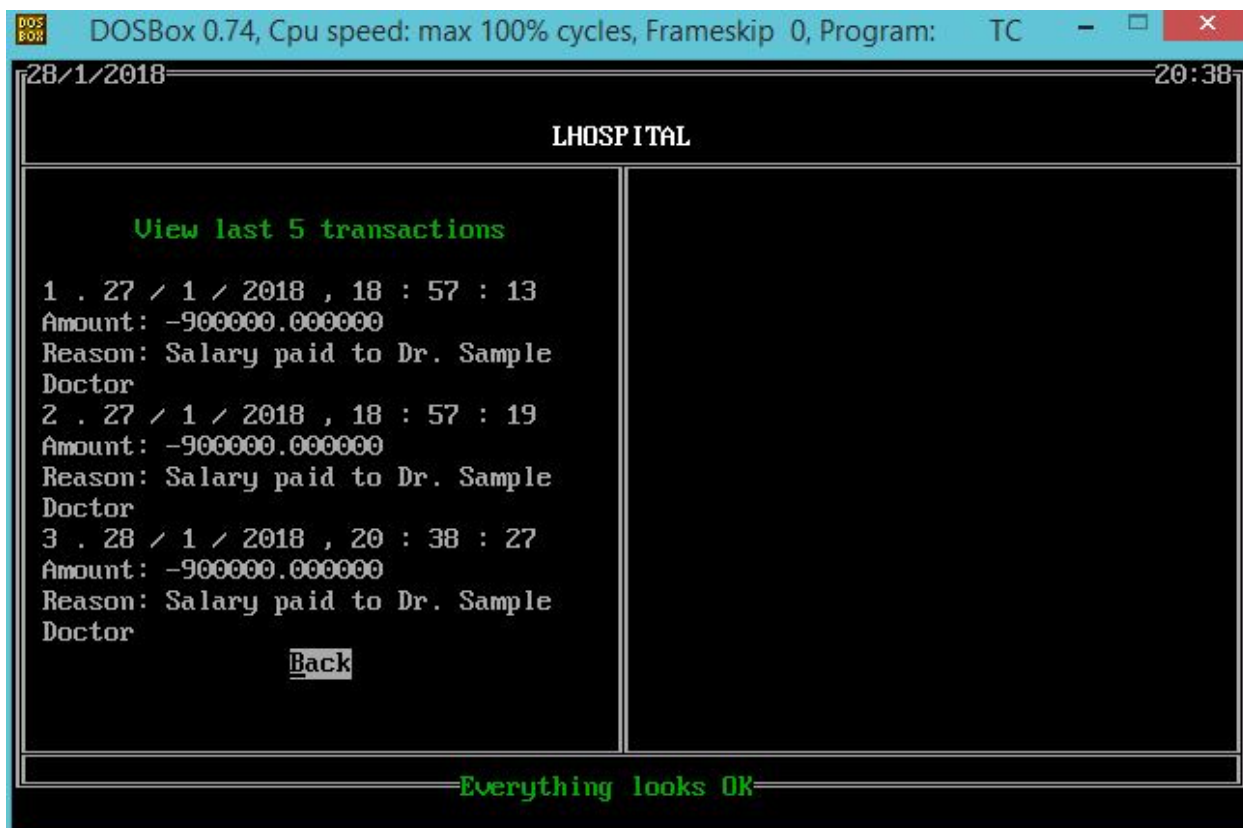 DOS
BOX
DOSBox 0.74, Cpu speed: max 100% cycles, Frameskip 0, Program: TC
28/1/2018 20:38
LHOSPITAL
View last 5 transactions
1 . 27 / 1 / 2018 , 18 : 57 : 13
Amount: -900000.000000
Reason: Salary paid to Dr. Sample
Doctor
2 . 27 / 1 / 2018 , 18 : 57 : 19
Amount: -900000.000000
Reason: Salary paid to Dr. Sample
Doctor
3 . 28 / 1 / 2018 , 20 : 38 : 27
Amount: -900000.000000
Reason: Salary paid to Dr. Sample
Doctor
Back
Everything looks OK